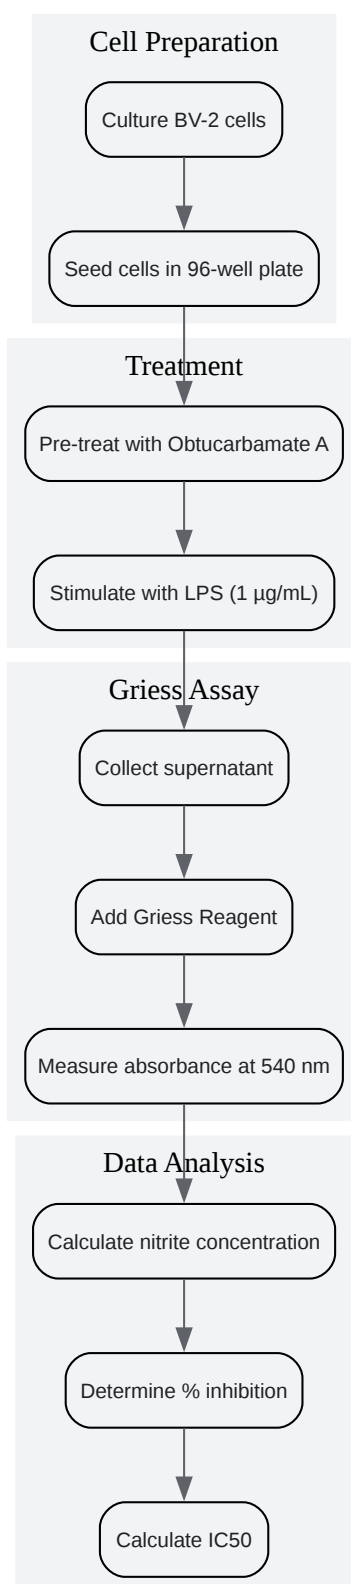 Cell Preparation
Culture BV-2 cells
Seed cells in 96-well plate
Treatment
Pre-treat with Obtucarbamate A
Stimulate with LPS (1 µg/mL)
Griess Assay
Collect supernatant
Add Griess Reagent
Measure absorbance at 540 nm
Data Analysis
Calculate nitrite concentration
Determine % inhibition
Calculate IC50